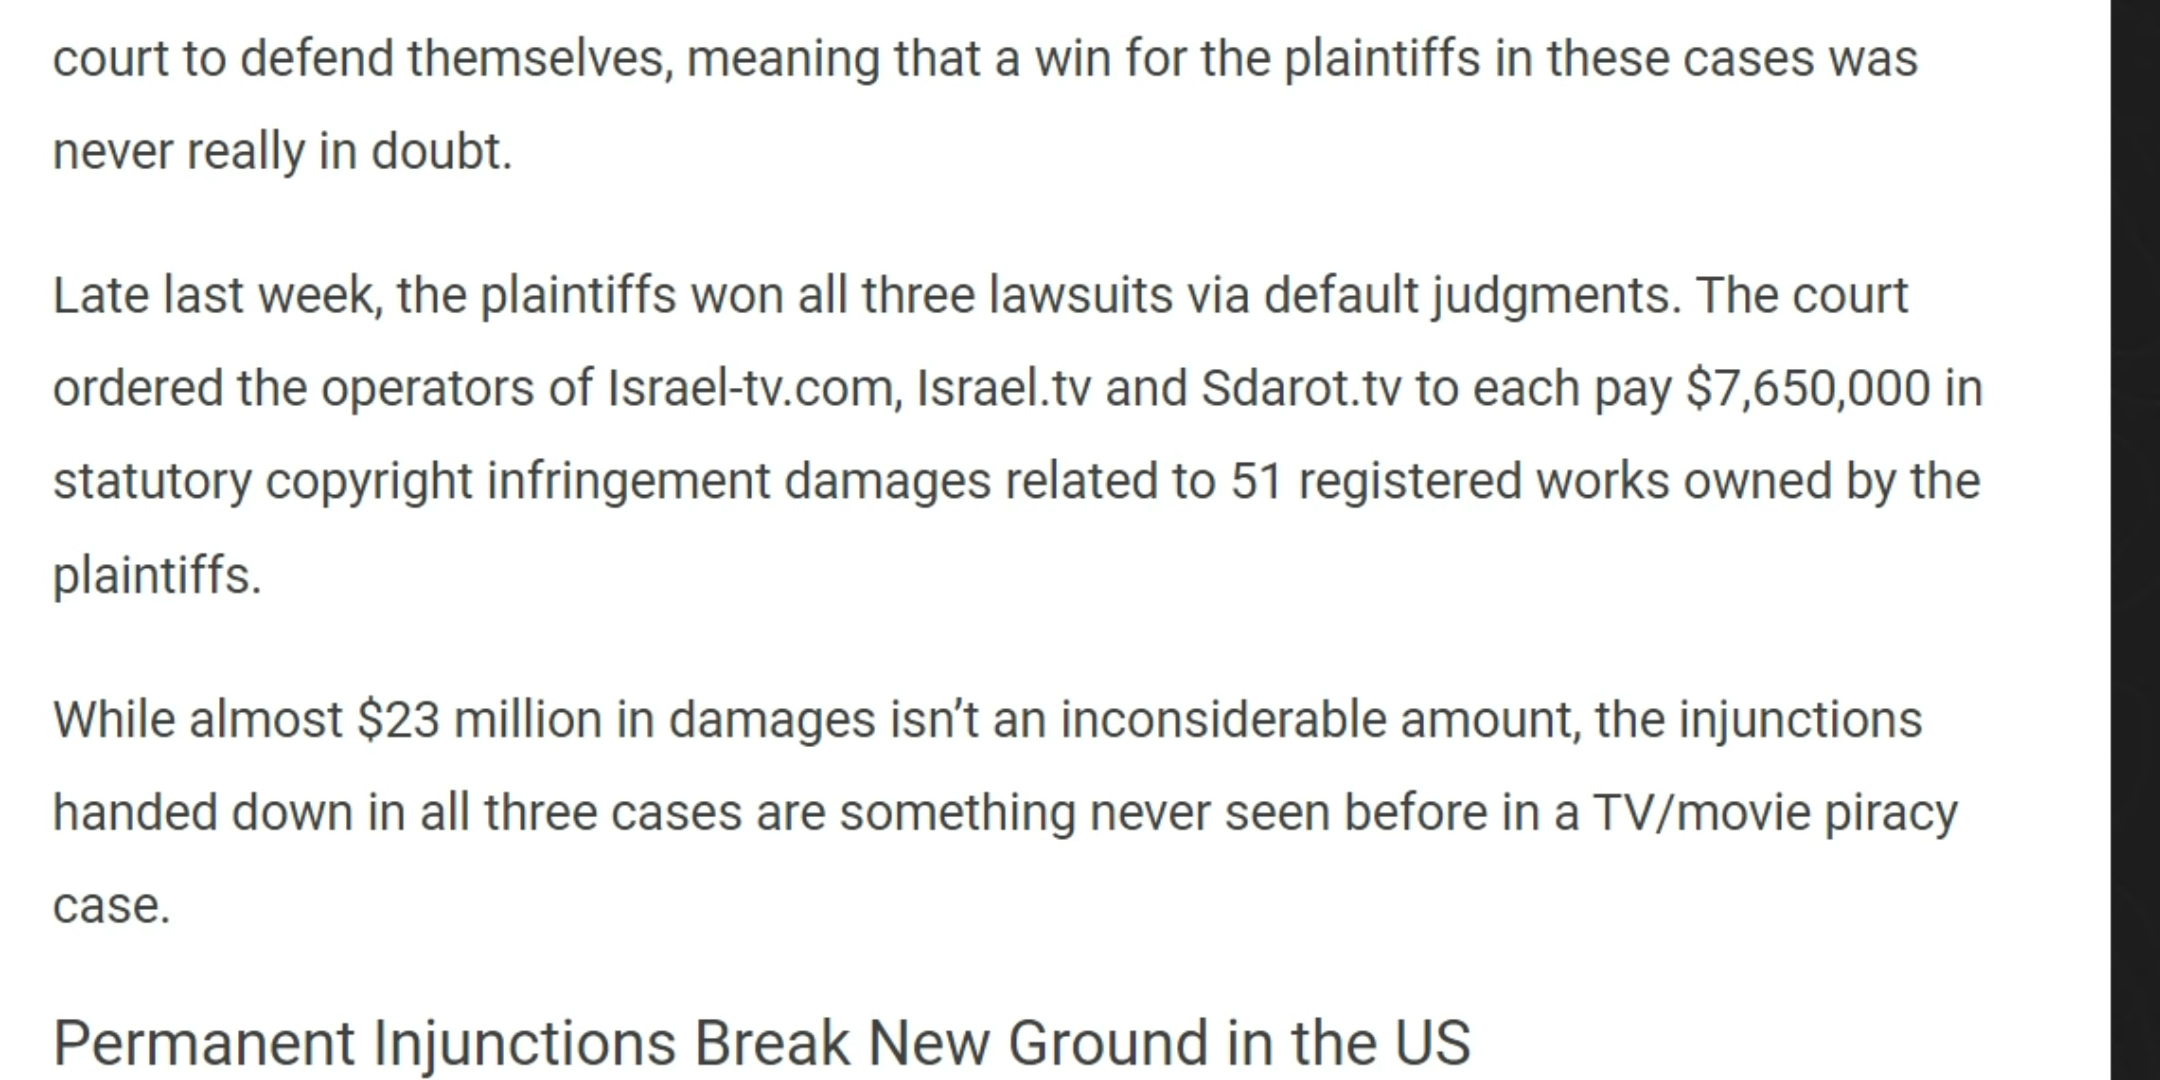 court to defend themselves, meaning that a win for the plaintiffs in these cases was
never really in doubt.
Late last week, the plaintiffs won all three lawsuits via default judgments. The court
ordered the operators of Israel-tv.com, Israel.tv and Sdarot.tv to each pay $7,650,000 in
statutory copyright infringement damages related to 51 registered works owned by the
plaintiffs.
While almost $23 million in damages isn’t an inconsiderable amount, the injunctions
handed down in all three cases are something never seen before in a TV/movie piracy
case.
Permanent Injunctions Break New Ground in the US